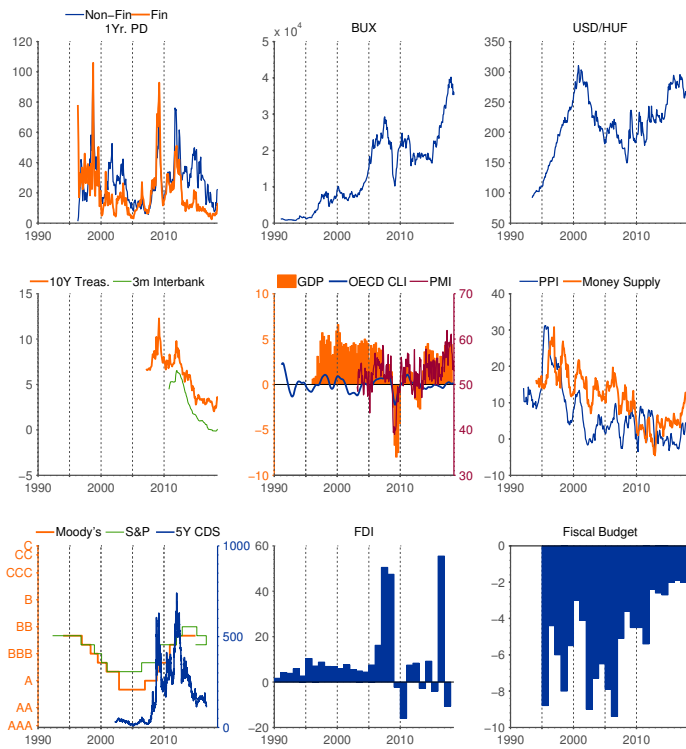 Non-Fin Fin
1Yr. PD
120
100
80
60
40
20
0
1990 2000 2010
BUX
5 x 10^4
4
3
2
1
0
1990 2000 2010
USD/HUF
350
300
250
200
150
100
50
1990 2000 2010
10Y Treas. 3m Interbank
15
10
5
0
−5
1990 2000 2010
GDP OECD CLI PMI
10 70
5 60
0 50
−5 40
−10 30
1990 2000 2010
PPI Money Supply
40
30
20
10
0
−10
1990 2000 2010
Moody's S&P 5Y CDS
C 1000
CC
CCC
B
BB 500
BBB
A
AA
AAA 0
1990 2000 2010
FDI
60
40
20
0
−20
1990 2000 2010
Fiscal Budget
0
−2
−4
−6
−8
−10
1990 2000 2010